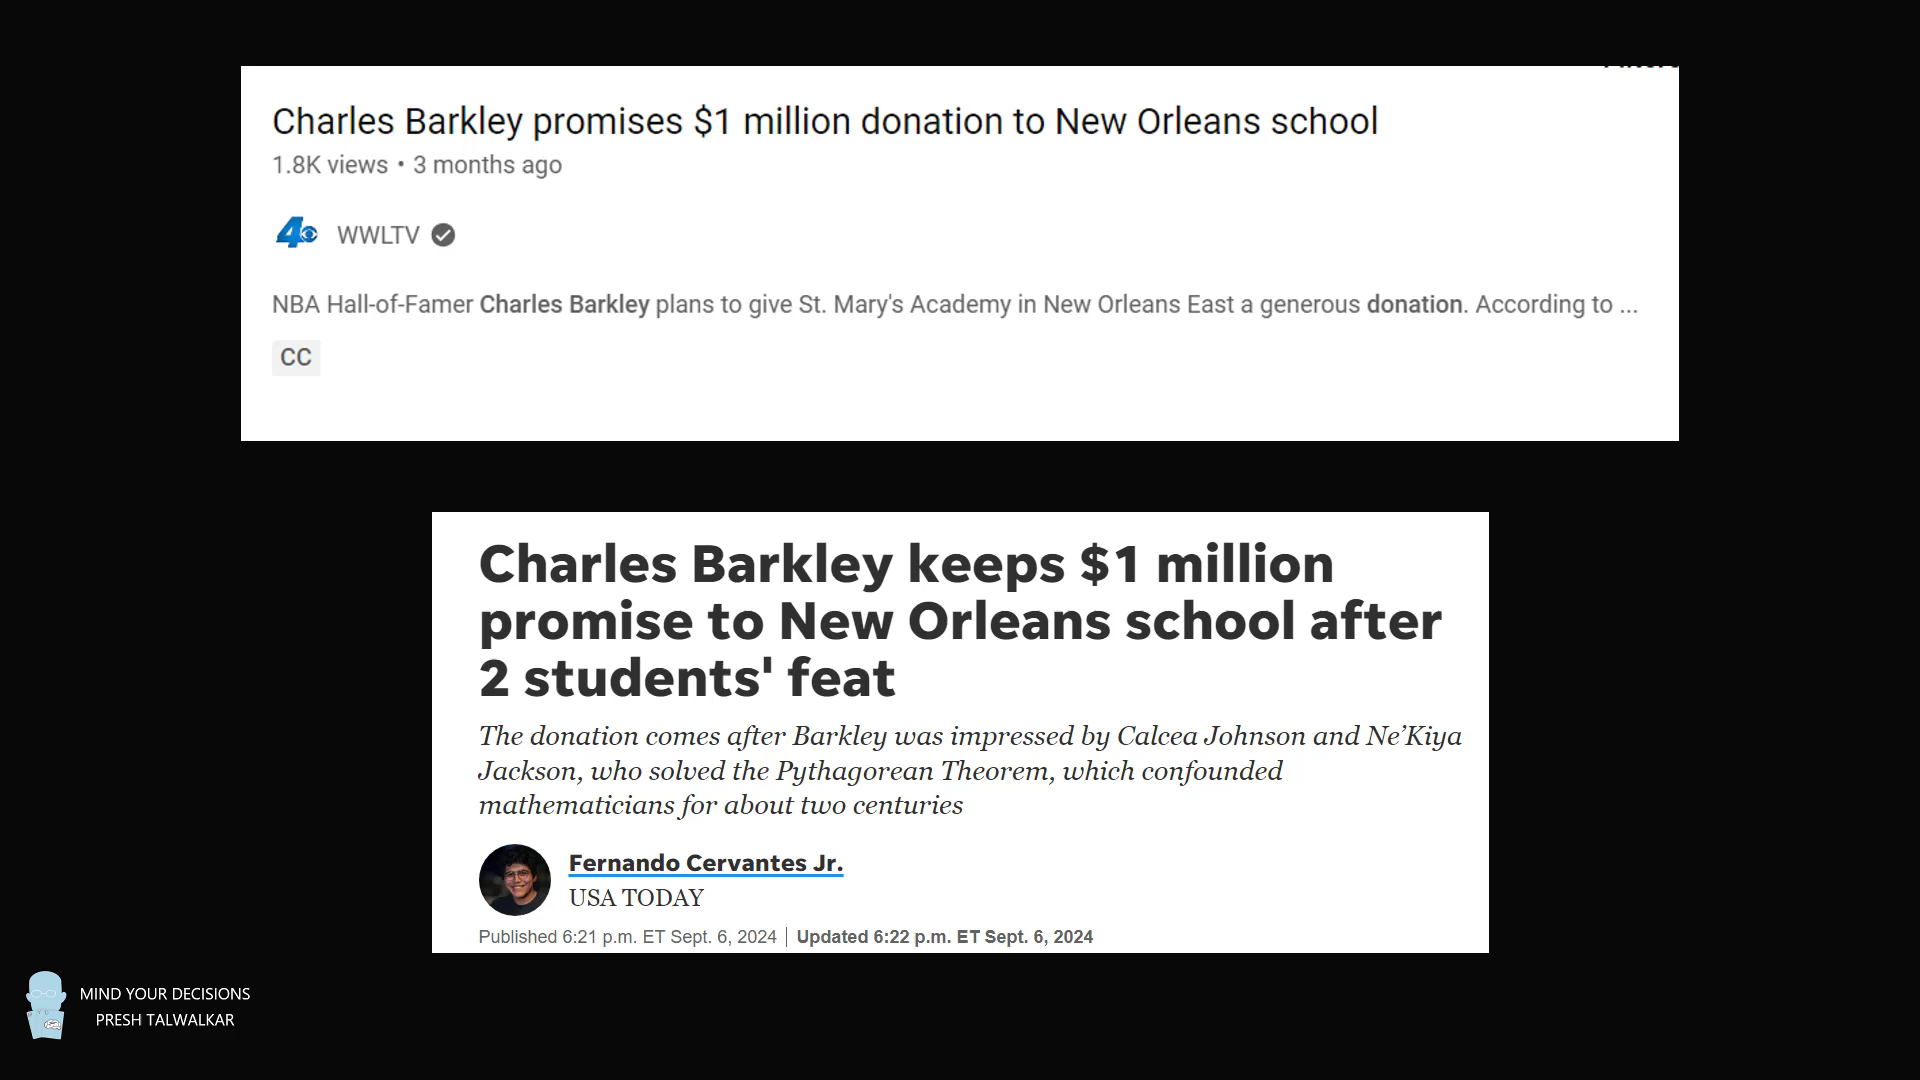 Charles Barkley promises $1 million donation to New Orleans school
1.8K views • 3 months ago
4 WWLTV
NBA Hall-of-Famer Charles Barkley plans to give St. Mary's Academy in New Orleans East a generous donation. According to ...
CC
Charles Barkley keeps $1 million
promise to New Orleans school after
2 students' feat
The donation comes after Barkley was impressed by Calcea Johnson and Ne’Kiya
Jackson, who solved the Pythagorean Theorem, which confounded
mathematicians for about two centuries
Fernando Cervantes Jr.
USA TODAY
Published 6:21 p.m. ET Sept. 6, 2024 | Updated 6:22 p.m. ET Sept. 6, 2024
MIND YOUR DECISIONS
PRESH TALWALKAR